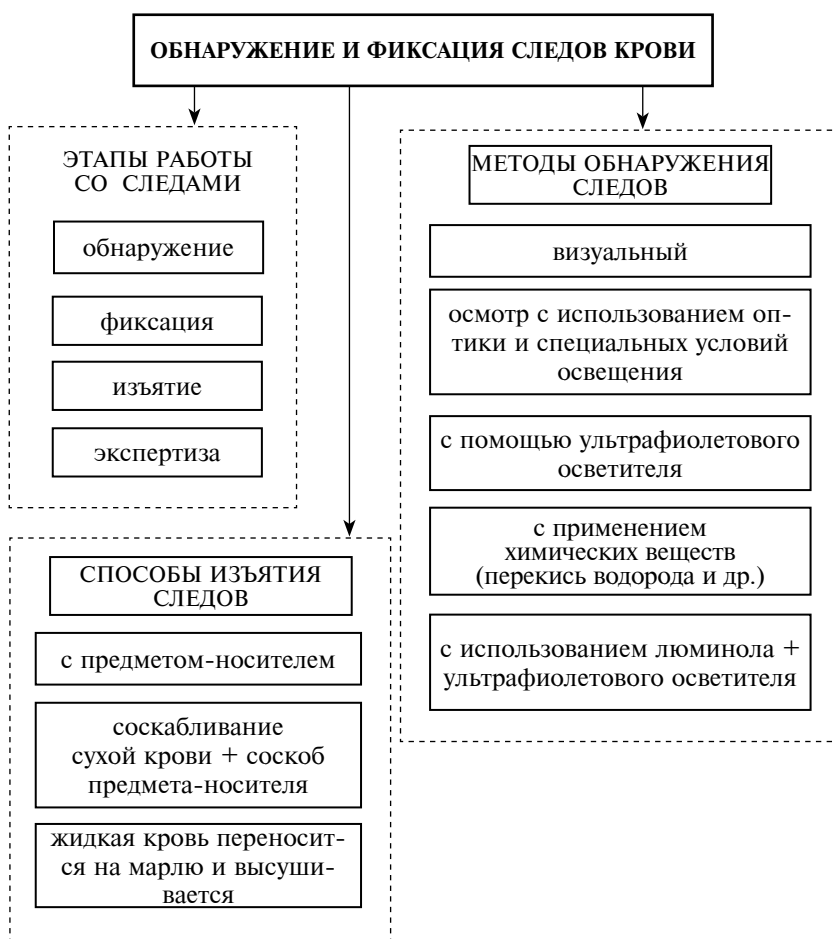 ОБНАРУЖЕНИЕ И ФИКСАЦИЯ СЛЕДОВ КРОВИ
ЭТАПЫ РАБОТЫ
СО СЛЕДАМИ
обнаружение
фиксация
изъятие
экспертиза
СПОСОБЫ ИЗЪЯТИЯ
СЛЕДОВ
с предметом-носителем
соскабливание
сухой крови + соскоб
предмета-носителя
жидкая кровь переносит-
ся на марлю и высуши-
вается
МЕТОДЫ ОБНАРУЖЕНИЯ
СЛЕДОВ
визуальный
осмотр с использованием оп-
тики и специальных условий
освещения
с помощью ультрафиолетового
осветителя
с применением
химических веществ
(перекись водорода и др.)
с использованием люминола +
ультрафиолетового осветителя